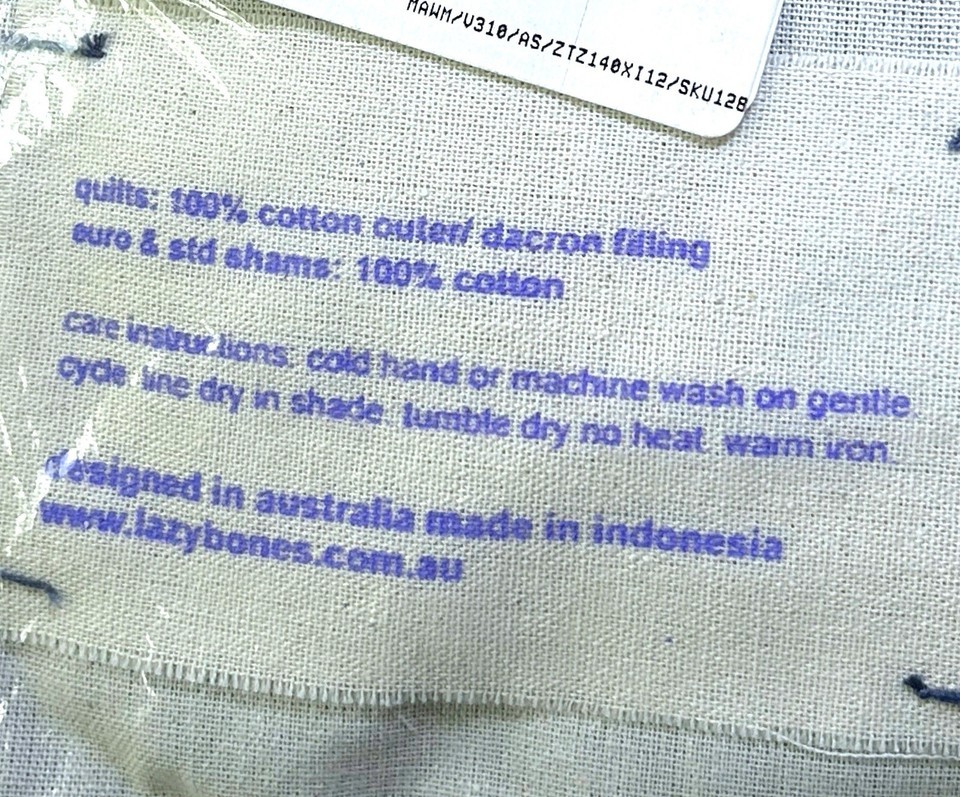 MAWM/V310/AS/ZTZ140XI12/SKU128
quilts: 100% cotton outer/ dacron filling
euro & std shams: 100% cotton
care instructions: cold hand or machine wash on gentle
cycle. line dry in shade. tumble dry no heat. warm iron.
designed in australia made in indonesia
www.lazybones.com.au